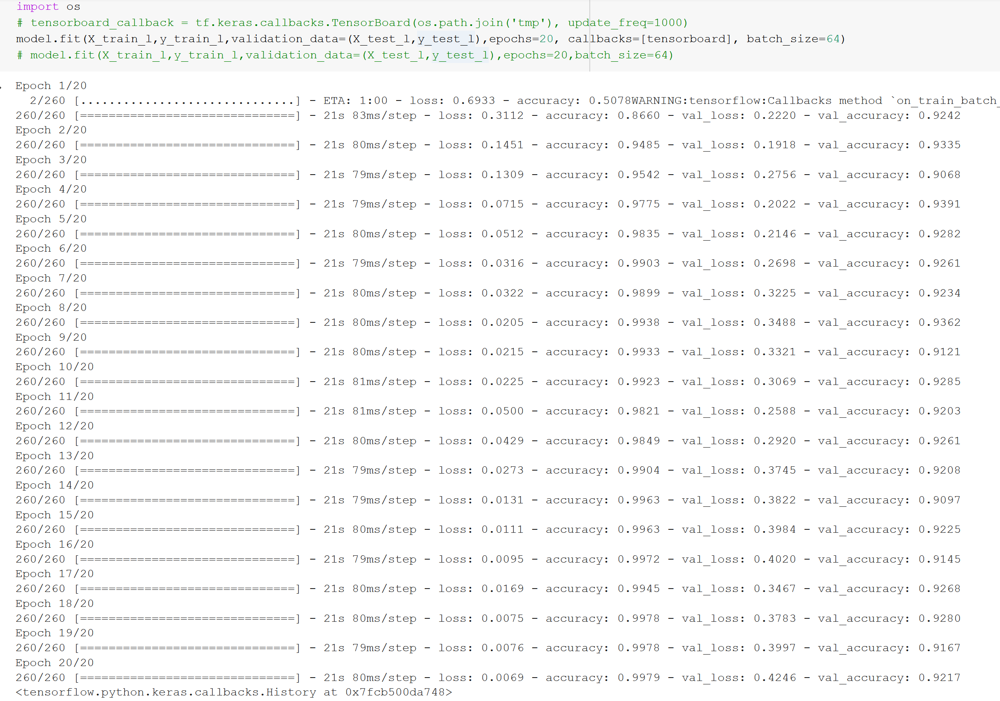 import os
# tensorboard_callback = tf.keras.callbacks.TensorBoard(os.path.join('tmp'), update_freq=1000)
model.fit(X_train_l,y_train_l,validation_data=(X_test_l,y_test_l),epochs=20, callbacks=[tensorboard], batch_size=64)
# model.fit(X_train_l,y_train_l,validation_data=(X_test_l,y_test_l),epochs=20,batch_size=64)
Epoch 1/20
2/260 [..............................] - ETA: 1:00 - loss: 0.6933 - accuracy: 0.5078WARNING:tensorflow:Callbacks method `on_train_batch_
260/260 [==============================] - 21s 83ms/step - loss: 0.3112 - accuracy: 0.8660 - val_loss: 0.2220 - val_accuracy: 0.9242
Epoch 2/20
260/260 [==============================] - 21s 80ms/step - loss: 0.1451 - accuracy: 0.9485 - val_loss: 0.1918 - val_accuracy: 0.9335
Epoch 3/20
260/260 [==============================] - 21s 79ms/step - loss: 0.1309 - accuracy: 0.9542 - val_loss: 0.2756 - val_accuracy: 0.9068
Epoch 4/20
260/260 [==============================] - 21s 79ms/step - loss: 0.0715 - accuracy: 0.9775 - val_loss: 0.2022 - val_accuracy: 0.9391
Epoch 5/20
260/260 [==============================] - 21s 80ms/step - loss: 0.0512 - accuracy: 0.9835 - val_loss: 0.2146 - val_accuracy: 0.9282
Epoch 6/20
260/260 [==============================] - 21s 79ms/step - loss: 0.0316 - accuracy: 0.9903 - val_loss: 0.2698 - val_accuracy: 0.9261
Epoch 7/20
260/260 [==============================] - 21s 80ms/step - loss: 0.0322 - accuracy: 0.9899 - val_loss: 0.3225 - val_accuracy: 0.9234
Epoch 8/20
260/260 [==============================] - 21s 80ms/step - loss: 0.0205 - accuracy: 0.9938 - val_loss: 0.3488 - val_accuracy: 0.9362
Epoch 9/20
260/260 [==============================] - 21s 80ms/step - loss: 0.0215 - accuracy: 0.9933 - val_loss: 0.3321 - val_accuracy: 0.9121
Epoch 10/20
260/260 [==============================] - 21s 81ms/step - loss: 0.0225 - accuracy: 0.9923 - val_loss: 0.3069 - val_accuracy: 0.9285
Epoch 11/20
260/260 [==============================] - 21s 81ms/step - loss: 0.0500 - accuracy: 0.9821 - val_loss: 0.2588 - val_accuracy: 0.9203
Epoch 12/20
260/260 [==============================] - 21s 80ms/step - loss: 0.0429 - accuracy: 0.9849 - val_loss: 0.2920 - val_accuracy: 0.9261
Epoch 13/20
260/260 [==============================] - 21s 79ms/step - loss: 0.0273 - accuracy: 0.9904 - val_loss: 0.3745 - val_accuracy: 0.9208
Epoch 14/20
260/260 [==============================] - 21s 79ms/step - loss: 0.0131 - accuracy: 0.9963 - val_loss: 0.3822 - val_accuracy: 0.9097
Epoch 15/20
260/260 [==============================] - 21s 80ms/step - loss: 0.0111 - accuracy: 0.9963 - val_loss: 0.3984 - val_accuracy: 0.9225
Epoch 16/20
260/260 [==============================] - 21s 79ms/step - loss: 0.0095 - accuracy: 0.9972 - val_loss: 0.4020 - val_accuracy: 0.9145
Epoch 17/20
260/260 [==============================] - 21s 80ms/step - loss: 0.0169 - accuracy: 0.9945 - val_loss: 0.3467 - val_accuracy: 0.9268
Epoch 18/20
260/260 [==============================] - 21s 80ms/step - loss: 0.0075 - accuracy: 0.9978 - val_loss: 0.3783 - val_accuracy: 0.9280
Epoch 19/20
260/260 [==============================] - 21s 79ms/step - loss: 0.0076 - accuracy: 0.9978 - val_loss: 0.3997 - val_accuracy: 0.9167
Epoch 20/20
260/260 [==============================] - 21s 80ms/step - loss: 0.0069 - accuracy: 0.9979 - val_loss: 0.4246 - val_accuracy: 0.9217
<tensorflow.python.keras.callbacks.History at 0x7fcb500da748>